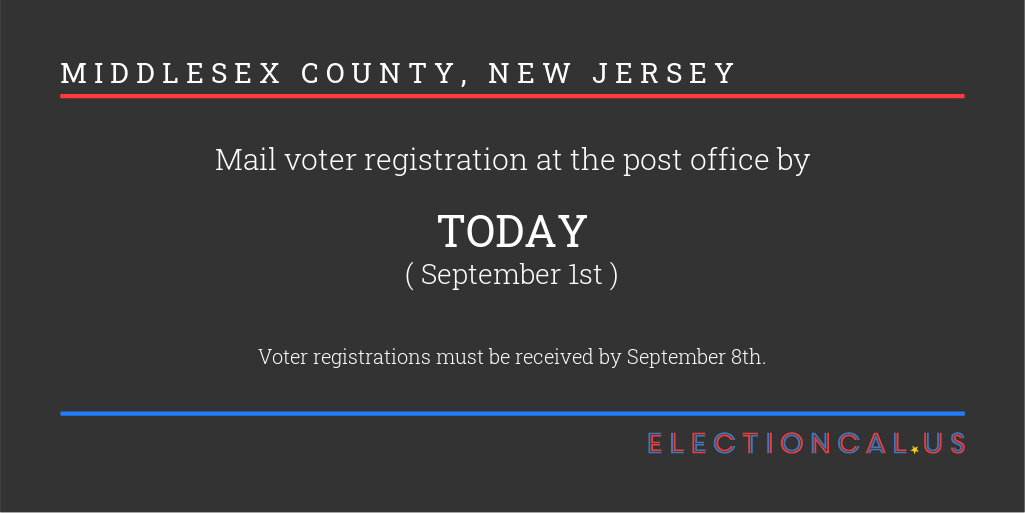 MIDDLESEX COUNTY, NEW JERSEY
Mail voter registration at the post office by
TODAY
( September 1st )
Voter registrations must be received by September 8th.
ELECTIONCAL.US